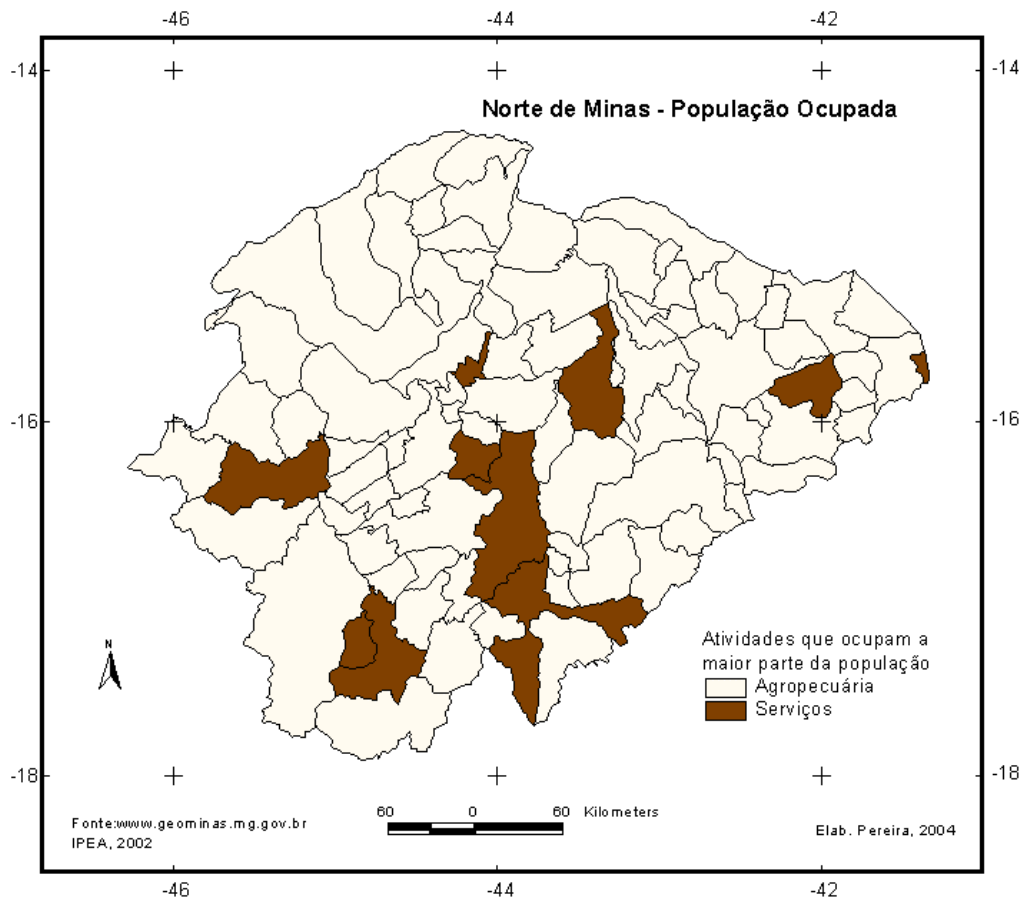 -46 -44 -42
-14 -14
Norte de Minas - População Ocupada
-16 -16
N
Atividades que ocupam a
maior parte da população
Agropecuária
Serviços
-18 -18
60 0 60 Kilometers
Fonte:www.geominas.mg.gov.br
IPEA, 2002
Elab. Pereira, 2004
-46 -44 -42